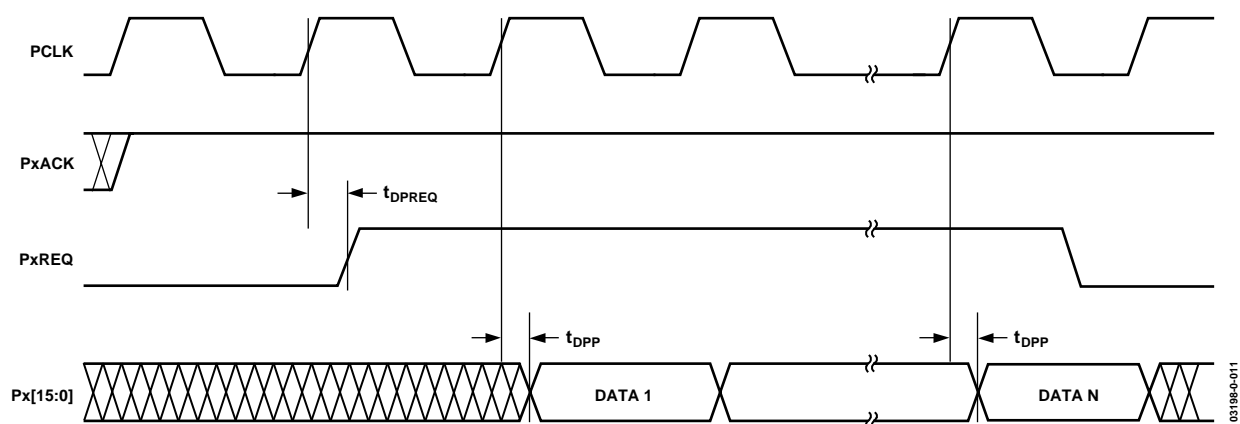 PCLK
PxACK
tDPREQ
PxREQ
tDPP
tDPP
Px[15:0]
DATA 1
DATA N
03198-0-011